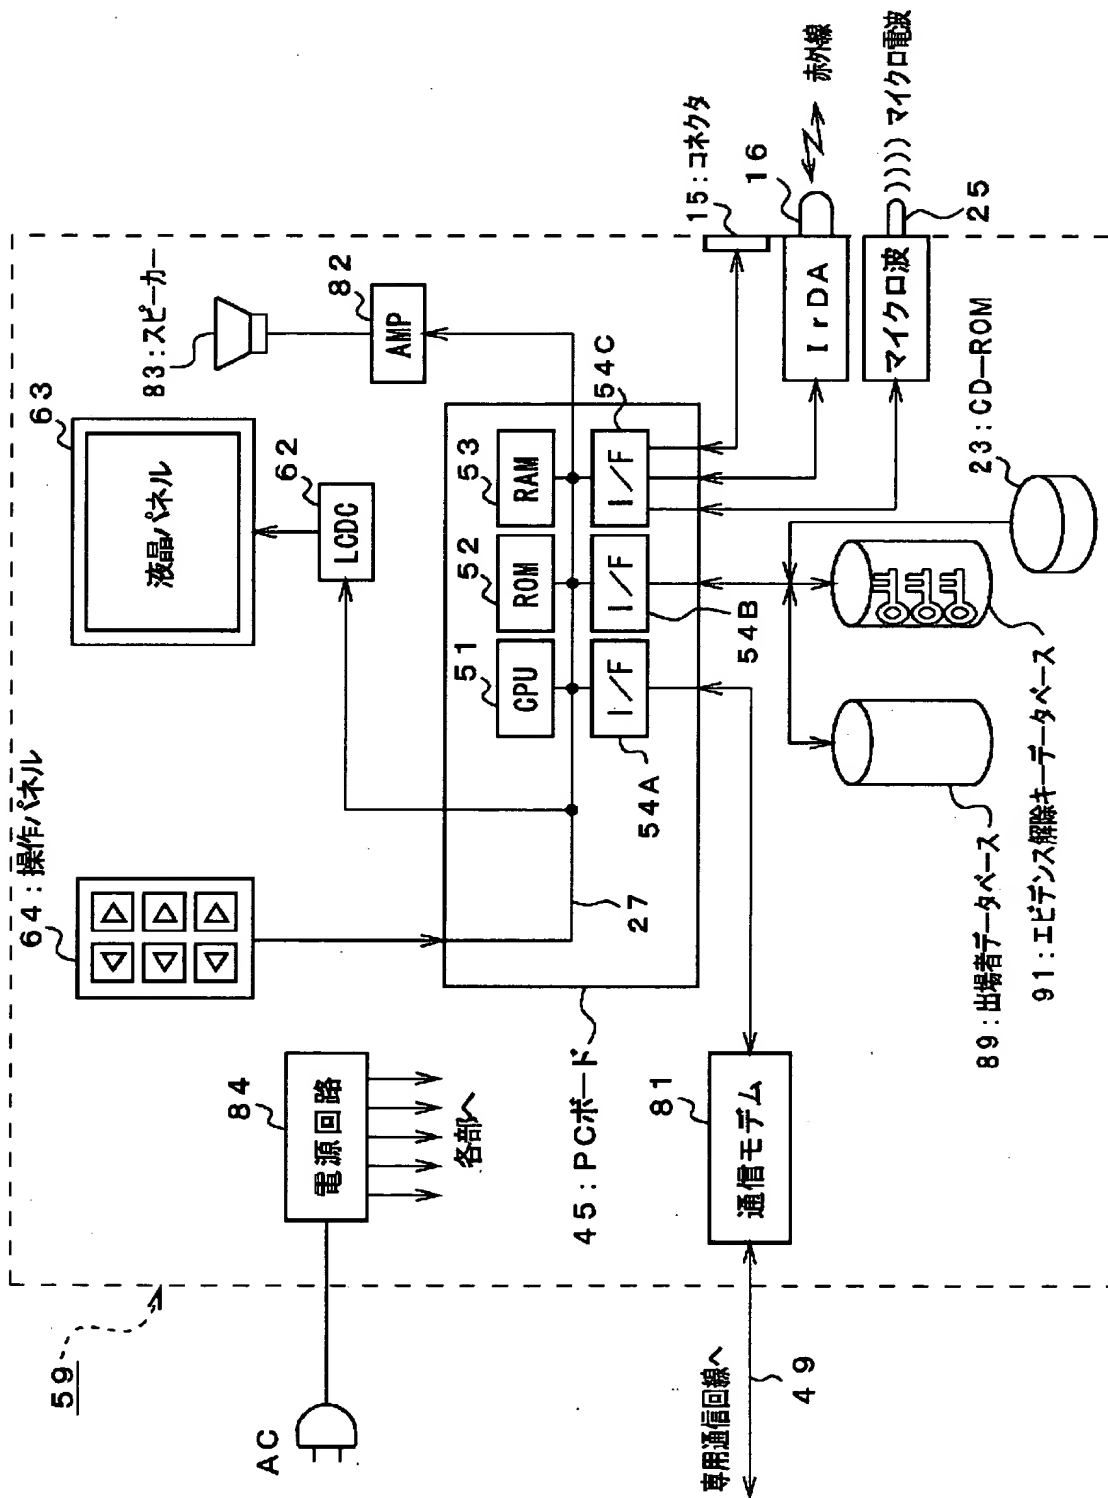 59
AC
電源回路
84
各部へ
64:操作パネル
液晶パネル
63
83:スピーカー
LCDC
62
AMP
82
45:PCボード
27
CPU
51
ROM
52
RAM
53
I/F
54A
I/F
54B
I/F
54C
専用通信回線へ
49
通信モデム
81
89:出場者データベース
91:エビデンス解除キーデータベース
23:CD-ROM
15:コネクタ
IrDA
16
赤外線
マイクロ波
25
マイクロ電波